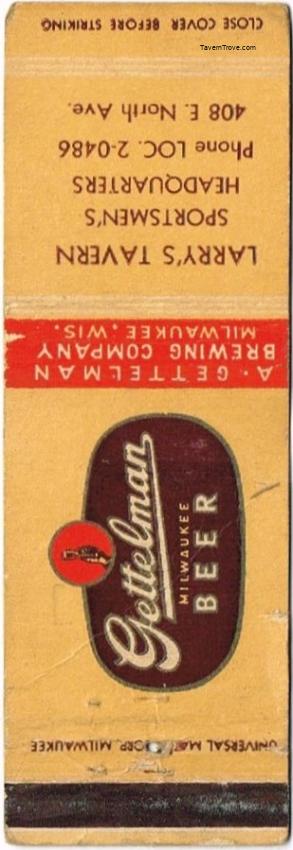 CLOSE COVER BEFORE STRIKING
TavernTrove.com
LARRY'S TAVERN
SPORTSMEN'S
HEADQUARTERS
Phone LOC. 2-0486
408 E. North Ave.
A. GETTELMAN
BREWING COMPANY
MILWAUKEE, WIS.
Gettelman
MILWAUKEE
BEER
UNIVERSAL CORP. MILWAUKEE